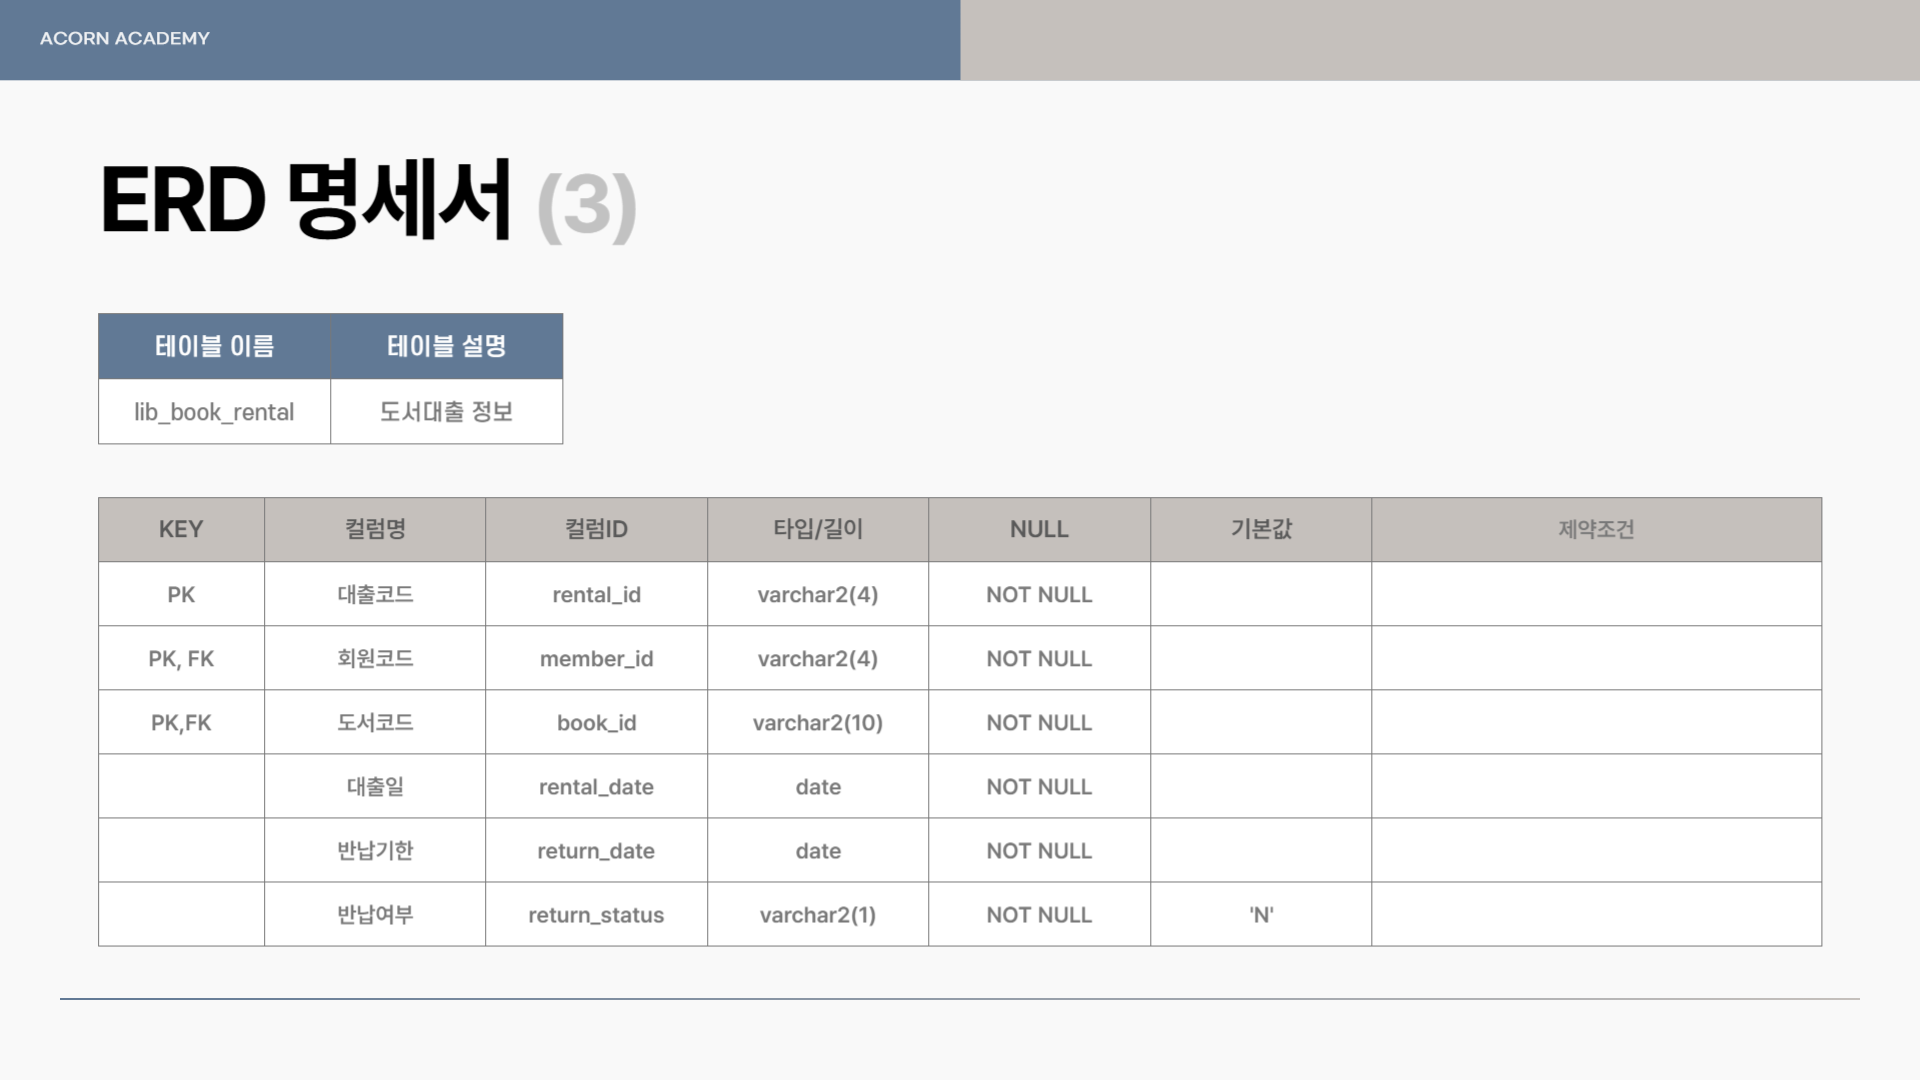 ACORN ACADEMY
ERD 명세서 (3)
테이블 이름 테이블 설명
lib_book_rental 도서대출 정보
KEY 컬럼명 컬럼ID 타입/길이 NULL 기본값 제약조건
PK 대출코드 rental_id varchar2(4) NOT NULL
PK, FK 회원코드 member_id varchar2(4) NOT NULL
PK,FK 도서코드 book_id varchar2(10) NOT NULL
대출일 rental_date date NOT NULL
반납기한 return_date date NOT NULL
반납여부 return_status varchar2(1) NOT NULL 'N'